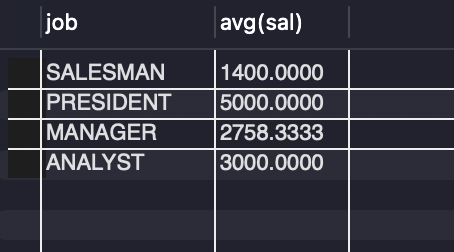 job avg(sal)
SALESMAN 1400.0000
PRESIDENT 5000.0000
MANAGER 2758.3333
ANALYST 3000.0000